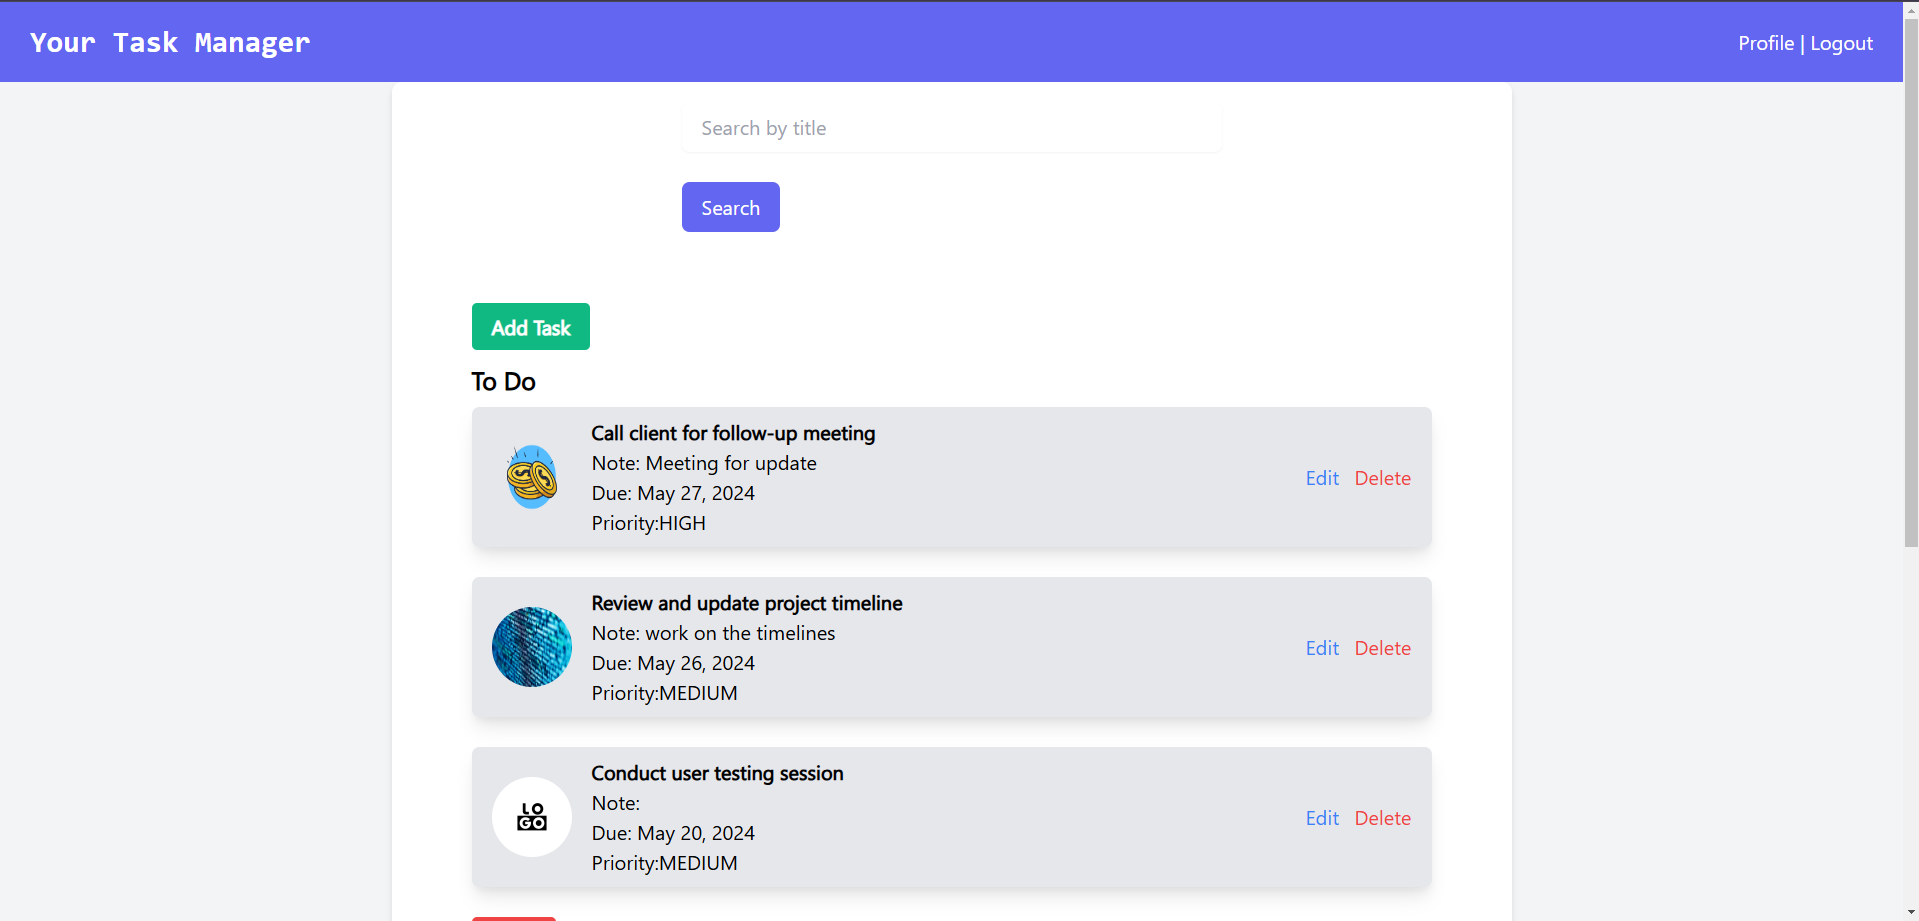 Your Task Manager
Profile | Logout
Search by title
Search
Add Task
To Do
Call client for follow-up meeting
Note: Meeting for update
Due: May 27, 2024
Priority:HIGH
Edit Delete
Review and update project timeline
Note: work on the timelines
Due: May 26, 2024
Priority:MEDIUM
Edit Delete
LO
GO
Conduct user testing session
Note:
Due: May 20, 2024
Priority:MEDIUM
Edit Delete